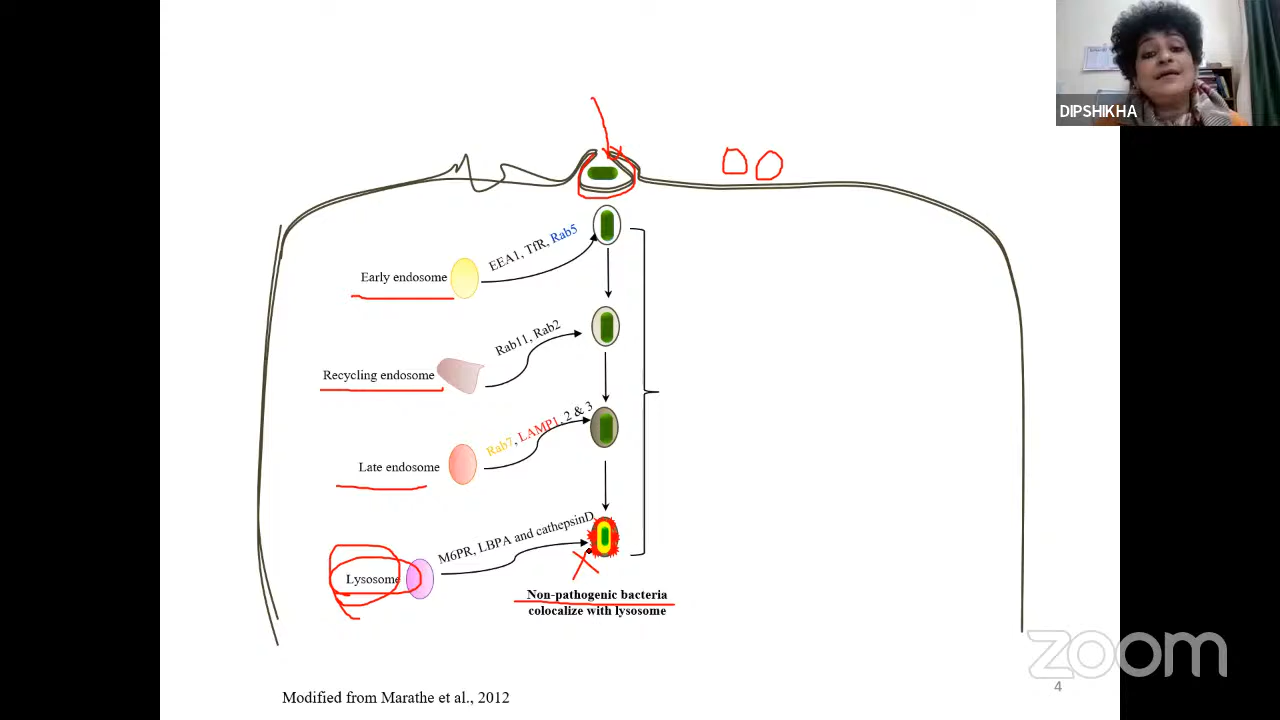 DIPSHIKHA
EEA1, TfR, Rab5
Early endosome
Rab11, Rab2
Recycling endosome
Rab7, LAMP1, 2 & 3
Late endosome
M6PR, LBPA and cathepsinD
Lysosome
Non-pathogenic bacteria
colocalize with lysosome
zoom
4
Modified from Marathe et al., 2012